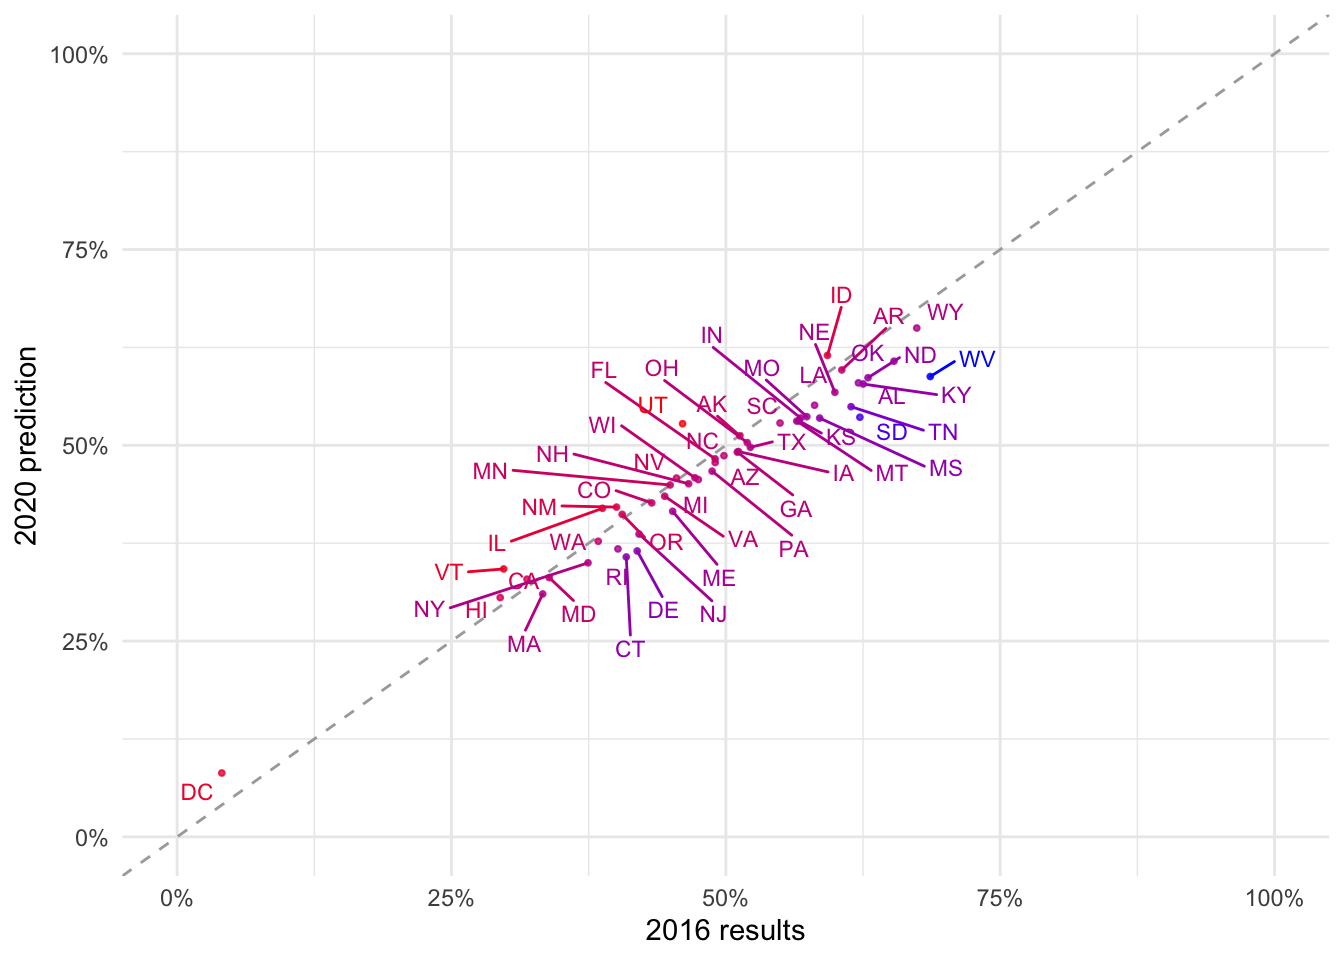 100%
75%
50%
25%
0%
2020 prediction
ID
WY
AR
NE
IN
OK
ND
WV
OH
MO
LA
FL
KY
AL
UT
AK
SC
WI
TN
SD
KS
NC
TX
NH
NV
MS
MN
IA
MT
AZ
CO
MI
GA
NM
VA
IL
WA
OR
PA
VT
CA
RI
ME
NY
HI
MD
DE
NJ
MA
CT
DC
0%
25%
50%
75%
100%
2016 results